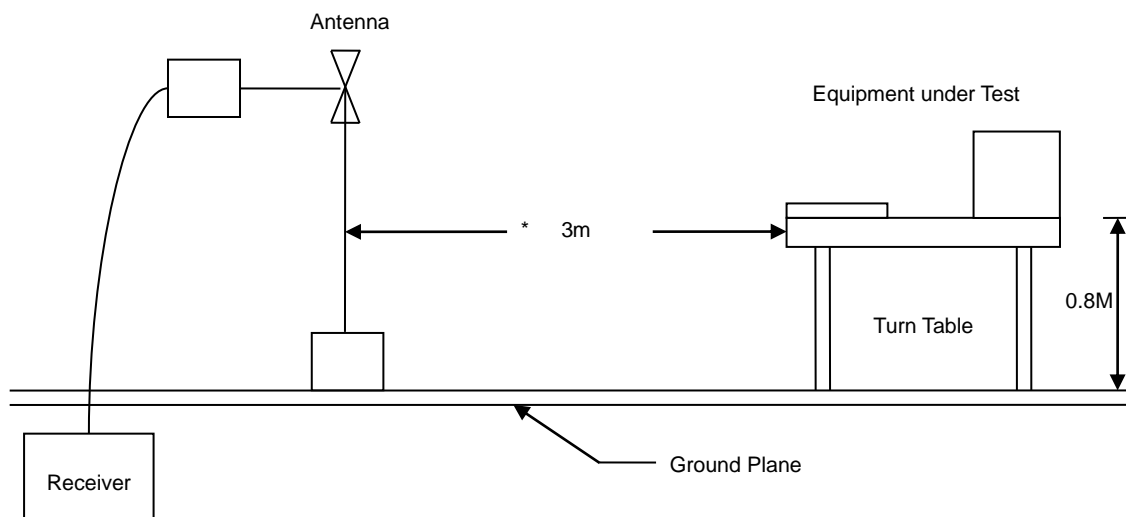 Antenna
Equipment under Test
* 3m
0.8M
Turn Table
Ground Plane
Receiver